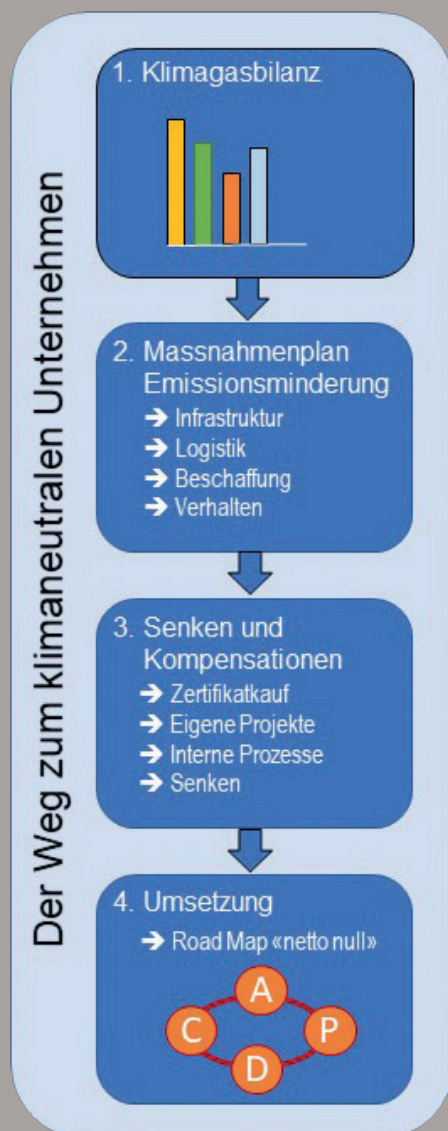 Der Weg zum klimaneutralen Unternehmen
1. Klimagasbilanz
2. Massnahmenplan
Emissionsminderung
➔ Infrastruktur
➔ Logistik
➔ Beschaffung
➔ Verhalten
3. Senken und
Kompensationen
➔ Zertifikatkauf
➔ Eigene Projekte
➔ Interne Prozesse
➔ Senken
4. Umsetzung
➔ Road Map «netto null»
A
C P
D